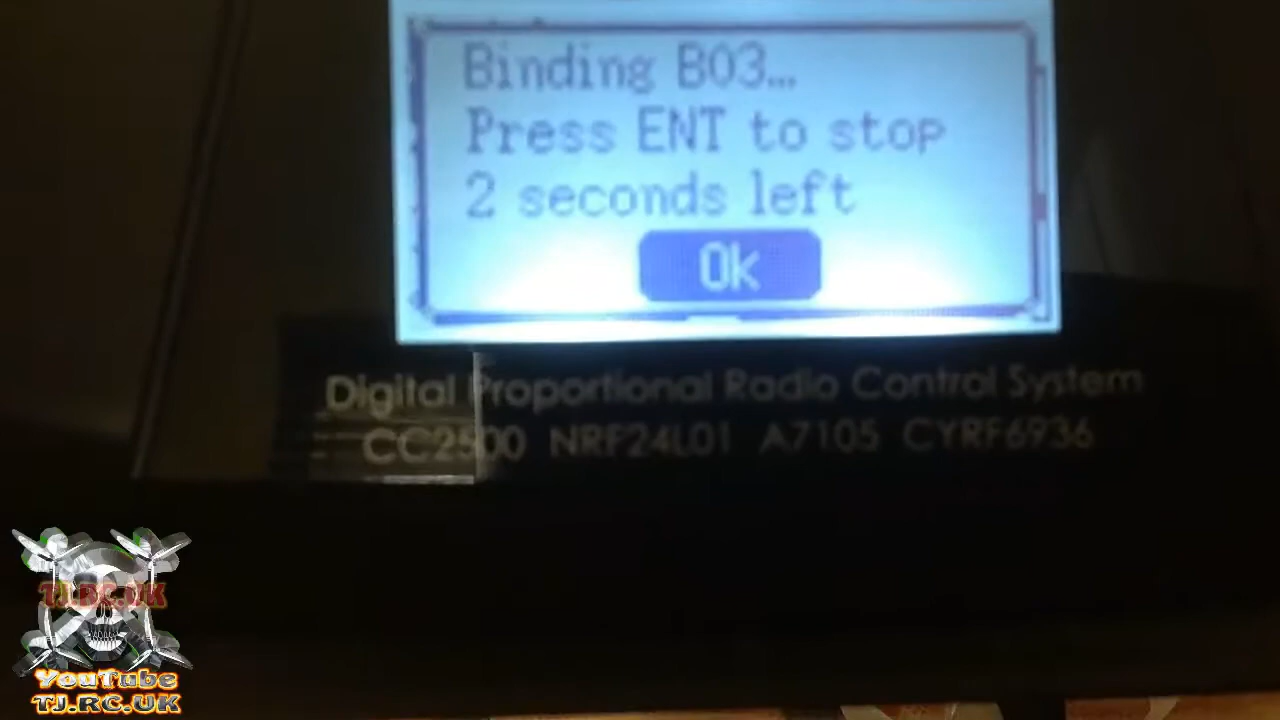 Binding B03...
Press ENT to stop
2 seconds left
Ok
Digital Proportional Radio Control System
CC2500 NRF24L01 A7105 CYRF6936
TJ.RC.UK
YouTube
TJ.RC.UK